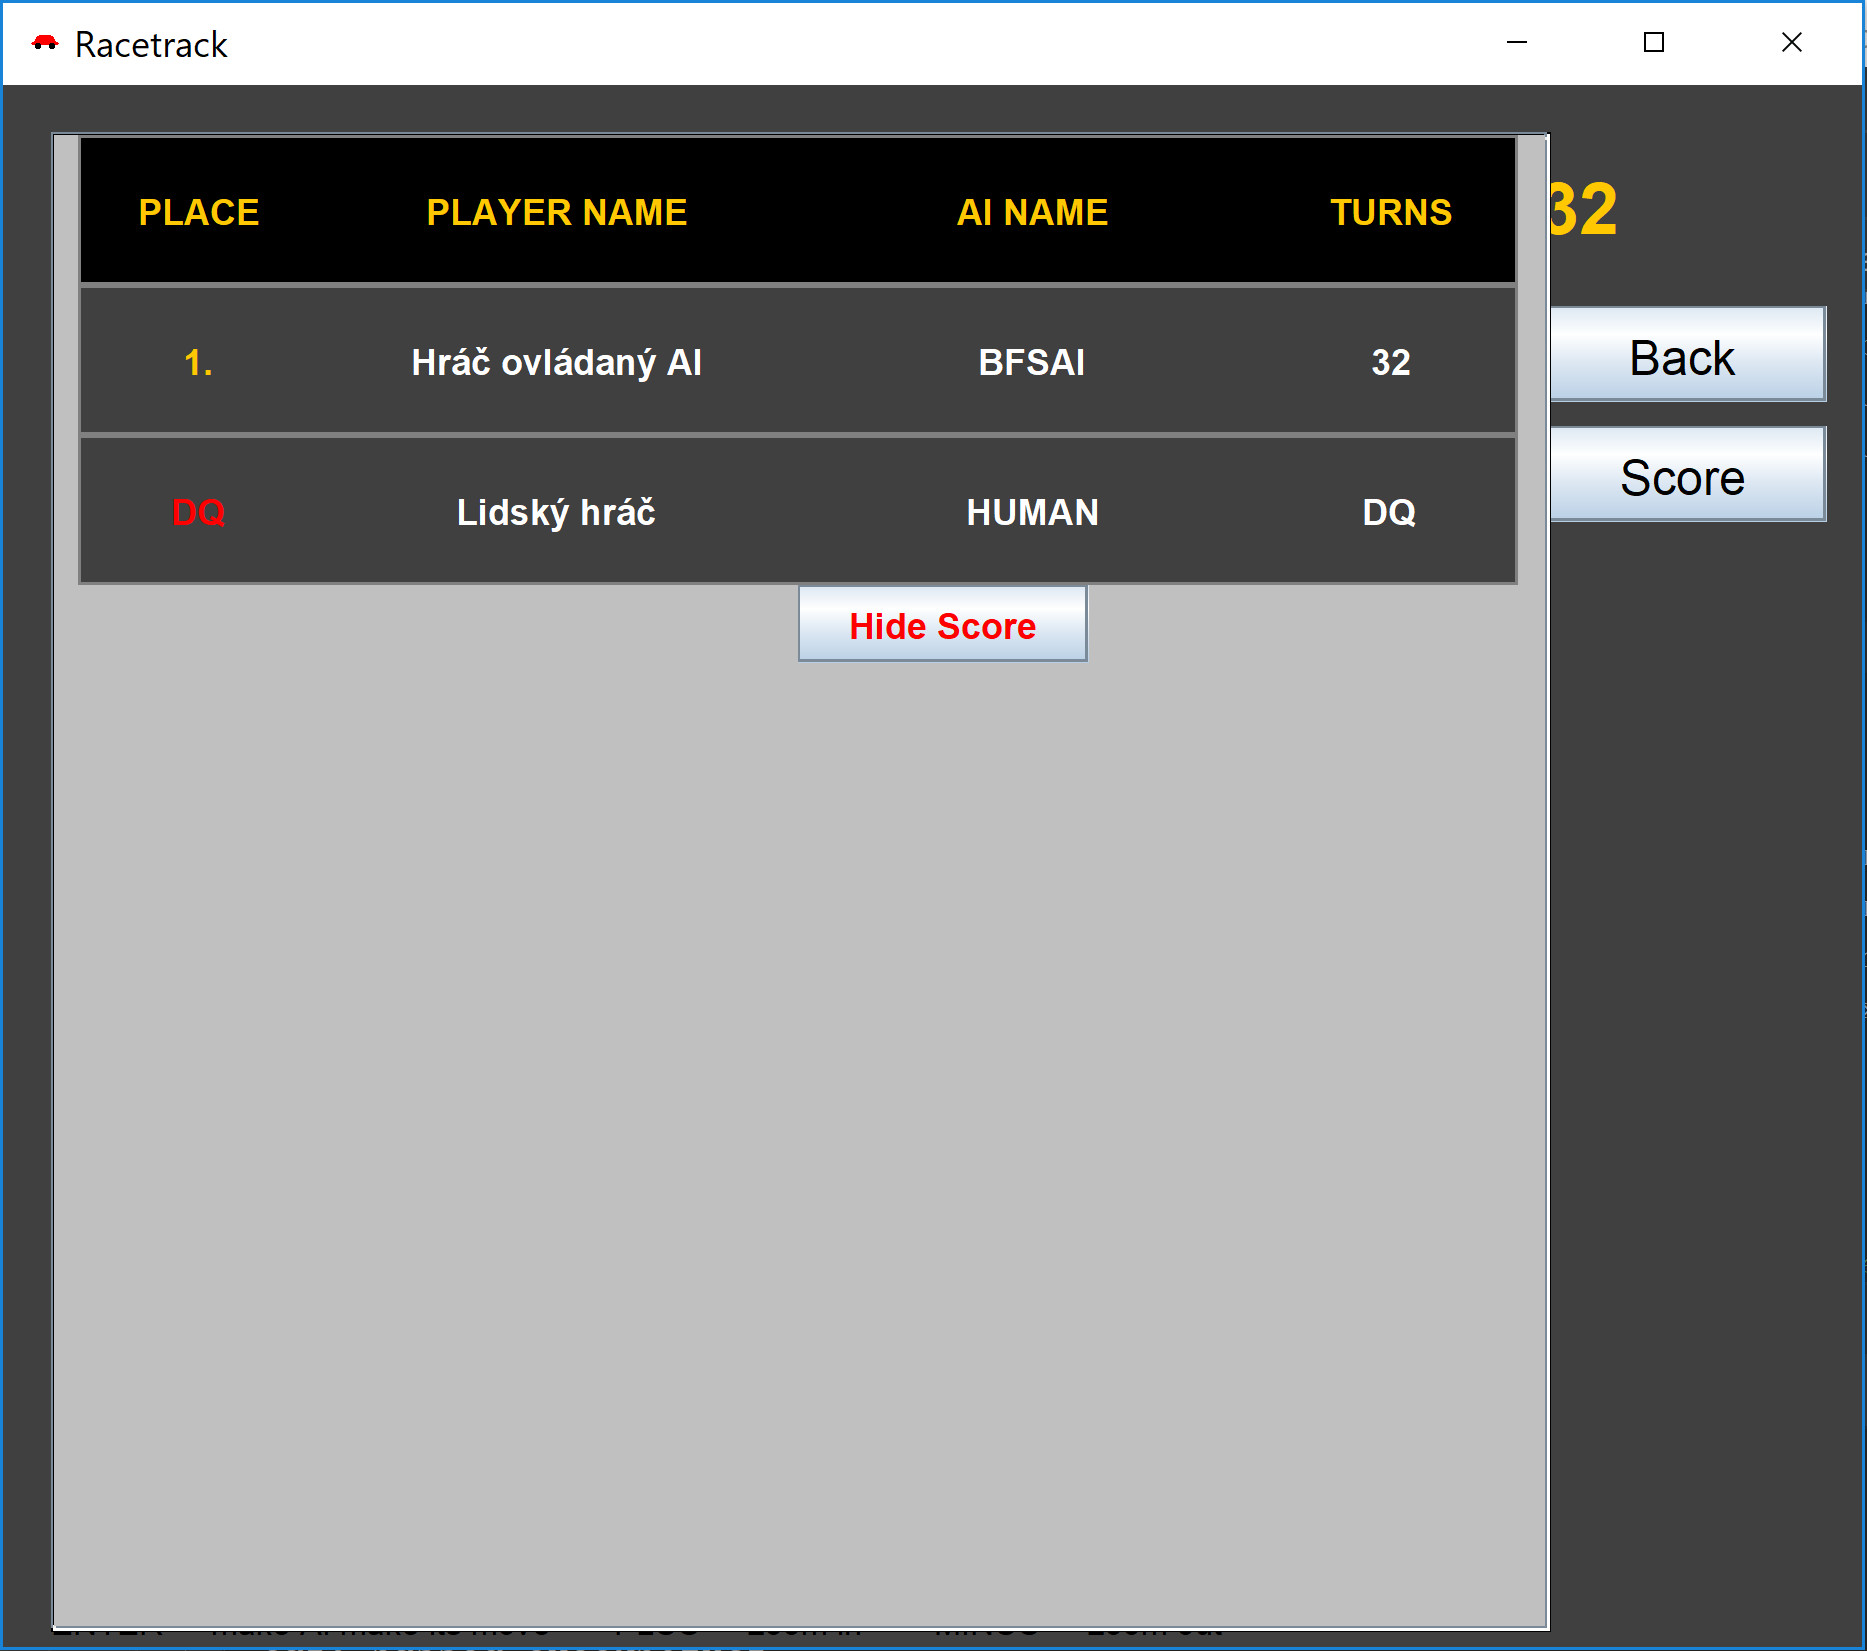 Racetrack
PLACE PLAYER NAME AI NAME TURNS
32
1. Hráč ovládaný AI BFSAI 32
Back
Score
DQ Lidský hráč HUMAN DQ
Hide Score